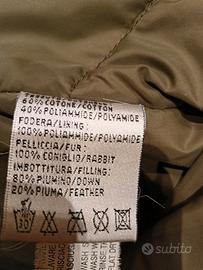 60% COTONE/COTTON
40% POLIAMMIDE/POLYAMIDE
FODERA/LINING:
100% POLIAMMIDE/POLYAMIDE
PELLICCIA/FUR:
100% CONIGLIO/RABBIT
IMBOTTITURA/FILLING:
80% PIUMINO/DOWN
20% PIUMA/FEATHER
30
subito